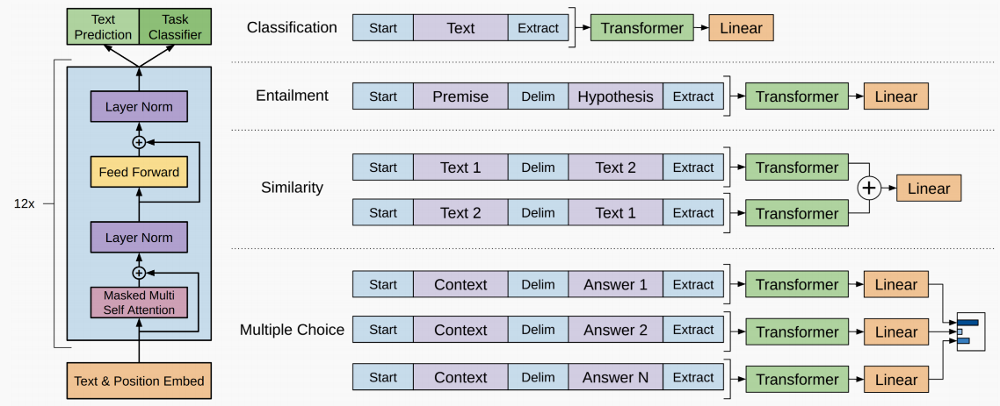 Text
Prediction
Task
Classifier
12x
Layer Norm
+
Feed Forward
Layer Norm
+
Masked Multi
Self Attention
Text & Position Embed
Classification
Start
Text
Extract
Transformer
Linear
Entailment
Start
Premise
Delim
Hypothesis
Extract
Transformer
Linear
Similarity
Start
Text 1
Delim
Text 2
Extract
Transformer
+
Linear
Start
Text 2
Delim
Text 1
Extract
Transformer
Multiple Choice
Start
Context
Delim
Answer 1
Extract
Transformer
Linear
Start
Context
Delim
Answer 2
Extract
Transformer
Linear
Start
Context
Delim
Answer N
Extract
Transformer
Linear